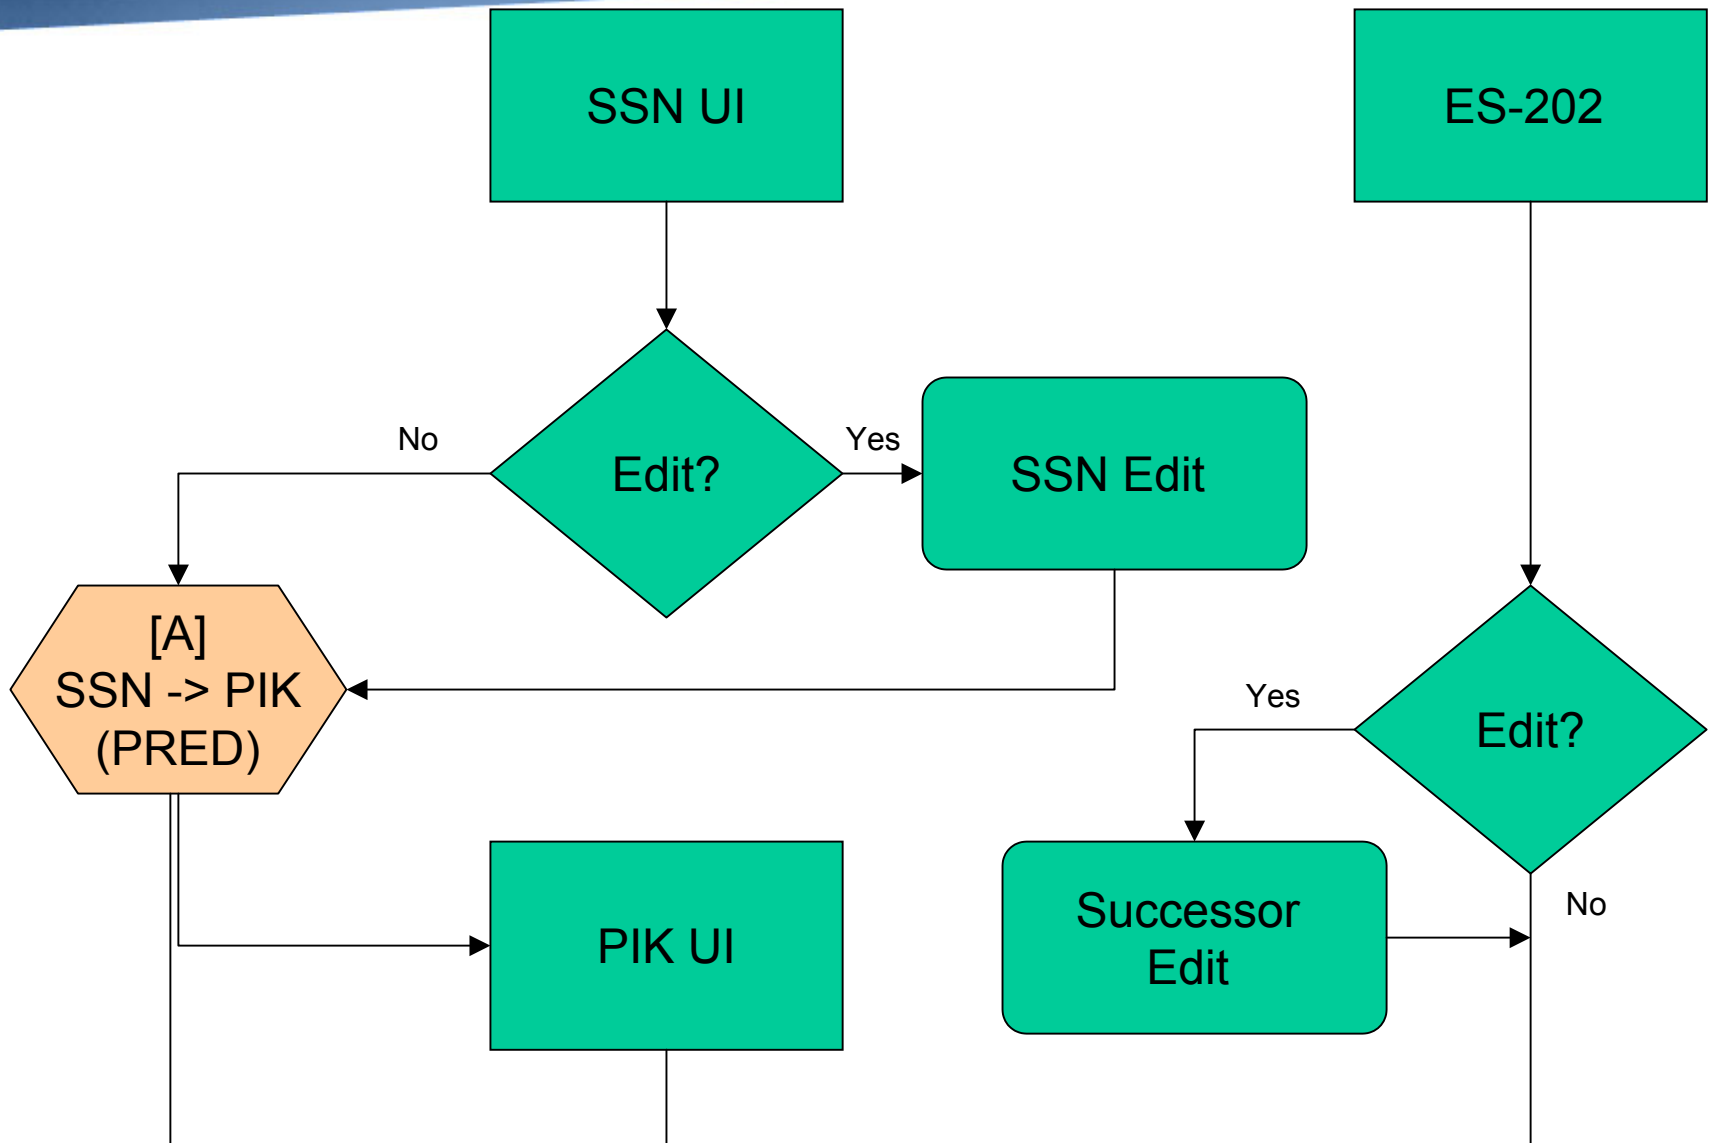 SSN UI
ES-202
No
Yes
Edit?
SSN Edit
[A]
SSN -> PIK
(PRED)
Yes
Edit?
Successor
Edit
No
PIK UI